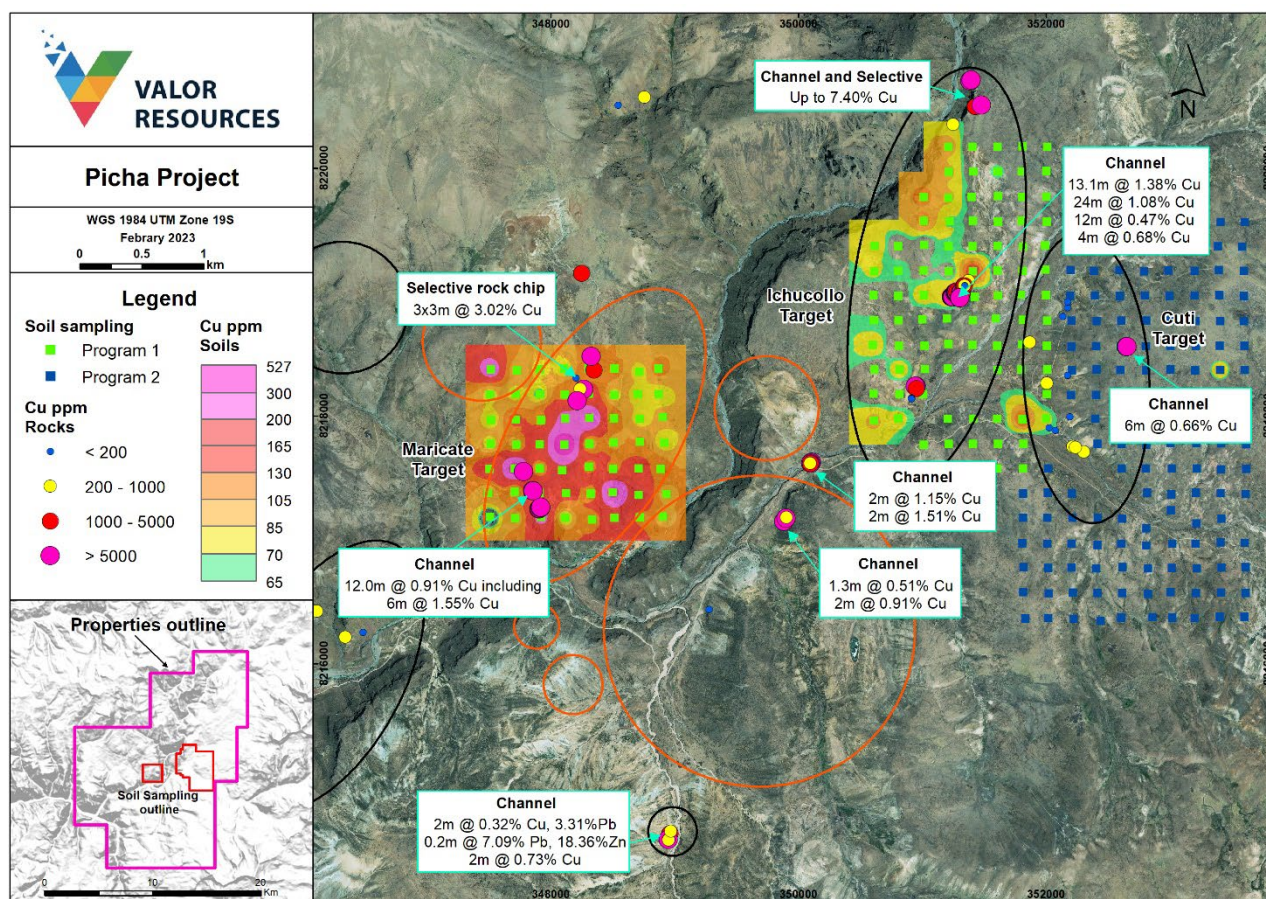 VALOR
RESOURCES
Picha Project
WGS 1984 UTM Zone 19S
Febrary 2023
0 0.5 1
km
Legend
Soil sampling
Program 1
Program 2
Cu ppm
Rocks
< 200
200 - 1000
1000 - 5000
> 5000
Cu ppm
Soils
527
300
200
165
130
105
85
70
65
Properties outline
Soil Sampling
outline
0 10 20
Km
348000
350000
352000
8220000
8218000
8216000
N
Channel and Selective
Up to 7.40% Cu
Channel
13.1m @ 1.38% Cu
24m @ 1.08% Cu
12m @ 0.47% Cu
4m @ 0.68% Cu
Selective rock chip
3x3m @ 3.02% Cu
Ichucollo
Target
Cuti
Target
Maricate
Target
Channel
6m @ 0.66% Cu
Channel
2m @ 1.15% Cu
2m @ 1.51% Cu
Channel
12.0m @ 0.91% Cu including
6m @ 1.55% Cu
Channel
1.3m @ 0.51% Cu
2m @ 0.91% Cu
Channel
2m @ 0.32% Cu, 3.31%Pb
0.2m @ 7.09% Pb, 18.36%Zn
2m @ 0.73% Cu
348000
350000
352000
8216000